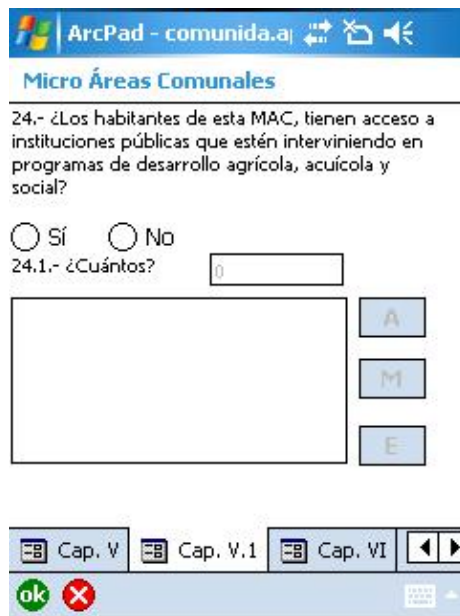 ArcPad - comunida.a
Micro Áreas Comunales
24.- ¿Los habitantes de esta MAC, tienen acceso a
instituciones públicas que estén interviniendo en
programas de desarrollo agrícola, acuícola y
social?
Sí No
24.1.- ¿Cuántos? 0
A
M
E
Cap. V Cap. V.1 Cap. VI
ok